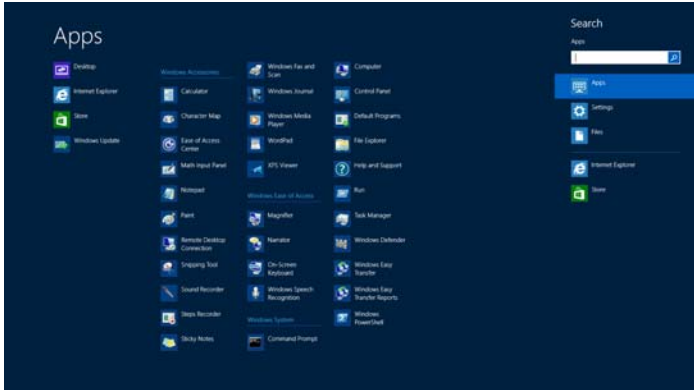 Apps
Desktop
Internet Explorer
Store
Windows Update
Windows Accessories
Calculator
Character Map
Ease of Access
Center
Math Input Panel
Notepad
Paint
Remote Desktop
Connection
Snipping Tool
Sound Recorder
Steps Recorder
Sticky Notes
Windows Fax and
Scan
Windows Journal
Windows Media
Player
WordPad
XPS Viewer
Windows Ease of Access
Magnifier
Narrator
On-Screen
Keyboard
Windows Speech
Recognition
Windows System
Command Prompt
Computer
Control Panel
Default Programs
File Explorer
Help and Support
Run
Task Manager
Windows Defender
Windows Easy
Transfer
Windows Easy
Transfer Reports
Windows
PowerShell
Search
Apps
Apps
Settings
Files
Internet Explorer
Store